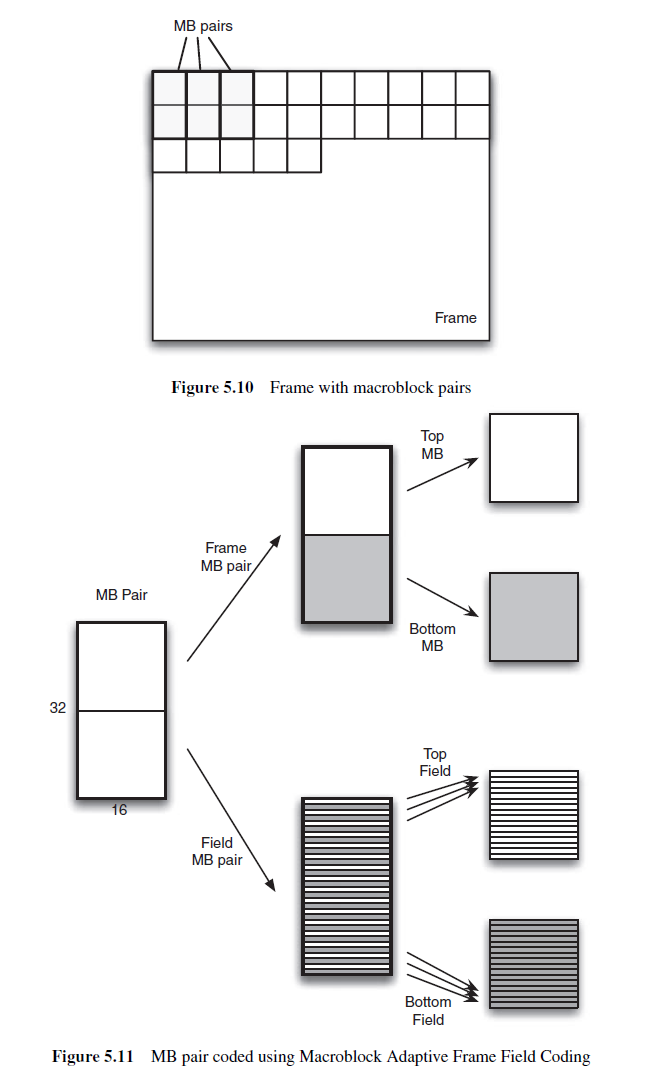 MB pairs
Frame
Figure 5.10 Frame with macroblock pairs
Top
MB
Frame
MB pair
MB Pair
Bottom
MB
32
16
Top
Field
Field
MB pair
Bottom
Field
Figure 5.11 MB pair coded using Macroblock Adaptive Frame Field Coding